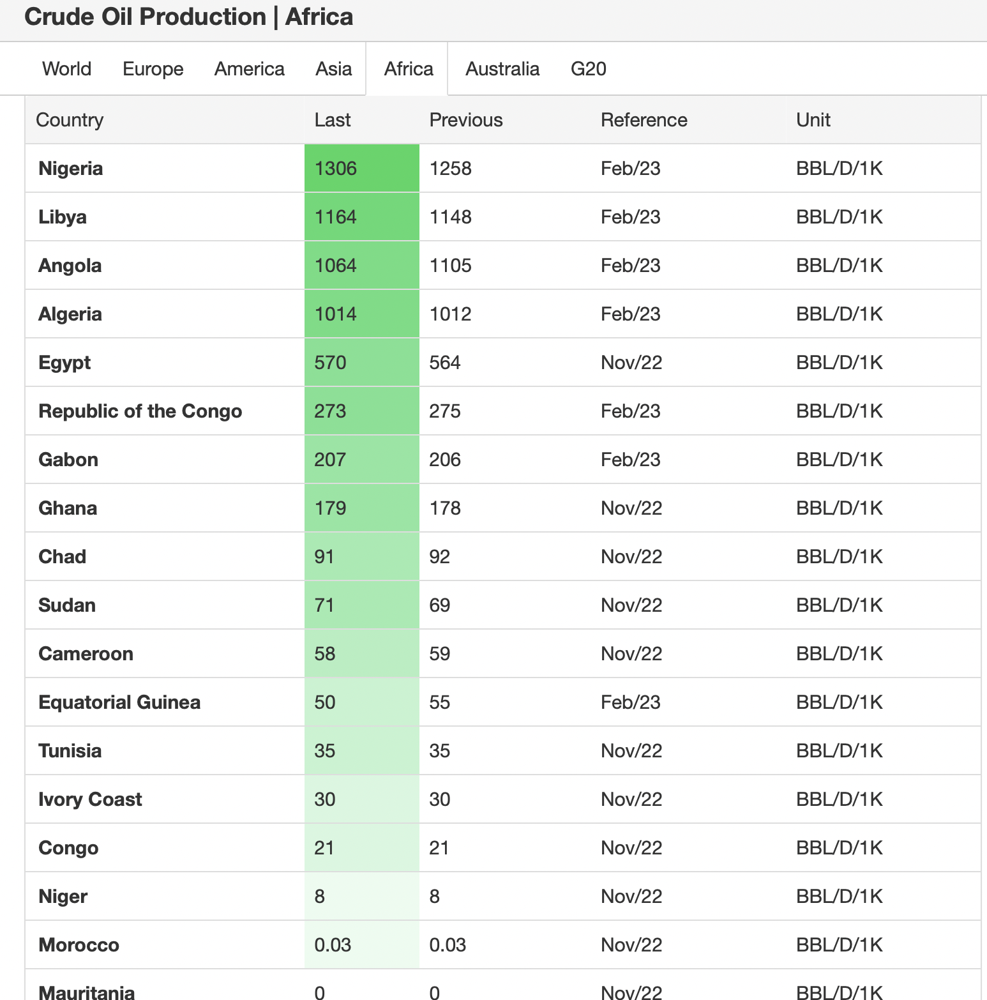 Crude Oil Production | Africa
World Europe America Asia Africa Australia G20
Country Last Previous Reference Unit
Nigeria 1306 1258 Feb/23 BBL/D/1K
Libya 1164 1148 Feb/23 BBL/D/1K
Angola 1064 1105 Feb/23 BBL/D/1K
Algeria 1014 1012 Feb/23 BBL/D/1K
Egypt 570 564 Nov/22 BBL/D/1K
Republic of the Congo 273 275 Feb/23 BBL/D/1K
Gabon 207 206 Feb/23 BBL/D/1K
Ghana 179 178 Nov/22 BBL/D/1K
Chad 91 92 Nov/22 BBL/D/1K
Sudan 71 69 Nov/22 BBL/D/1K
Cameroon 58 59 Nov/22 BBL/D/1K
Equatorial Guinea 50 55 Feb/23 BBL/D/1K
Tunisia 35 35 Nov/22 BBL/D/1K
Ivory Coast 30 30 Nov/22 BBL/D/1K
Congo 21 21 Nov/22 BBL/D/1K
Niger 8 8 Nov/22 BBL/D/1K
Morocco 0.03 0.03 Nov/22 BBL/D/1K
Mauritania 0 0 Nov/22 BBL/D/1K